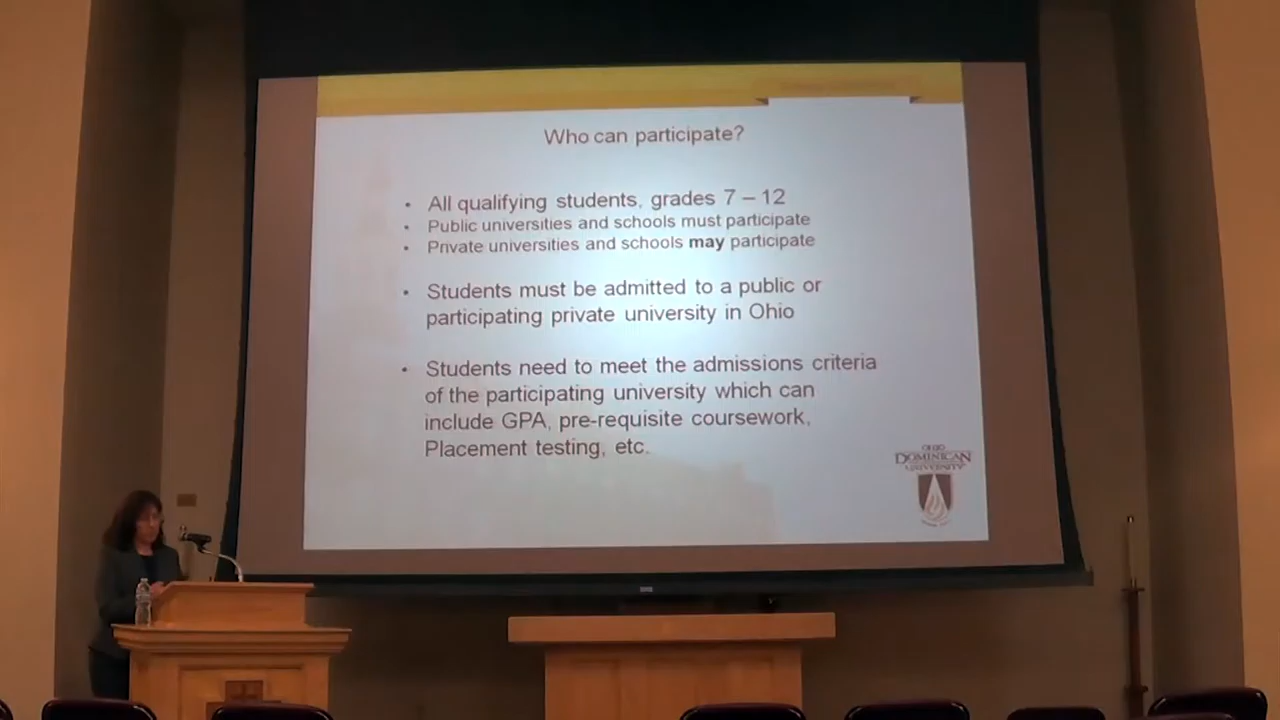 Who can participate?
• All qualifying students, grades 7 – 12
• Public universities and schools must participate
• Private universities and schools may participate
• Students must be admitted to a public or
participating private university in Ohio
• Students need to meet the admissions criteria
of the participating university which can
include GPA, pre-requisite coursework,
Placement testing, etc.
OHIO
DOMINICAN
UNIVERSITY